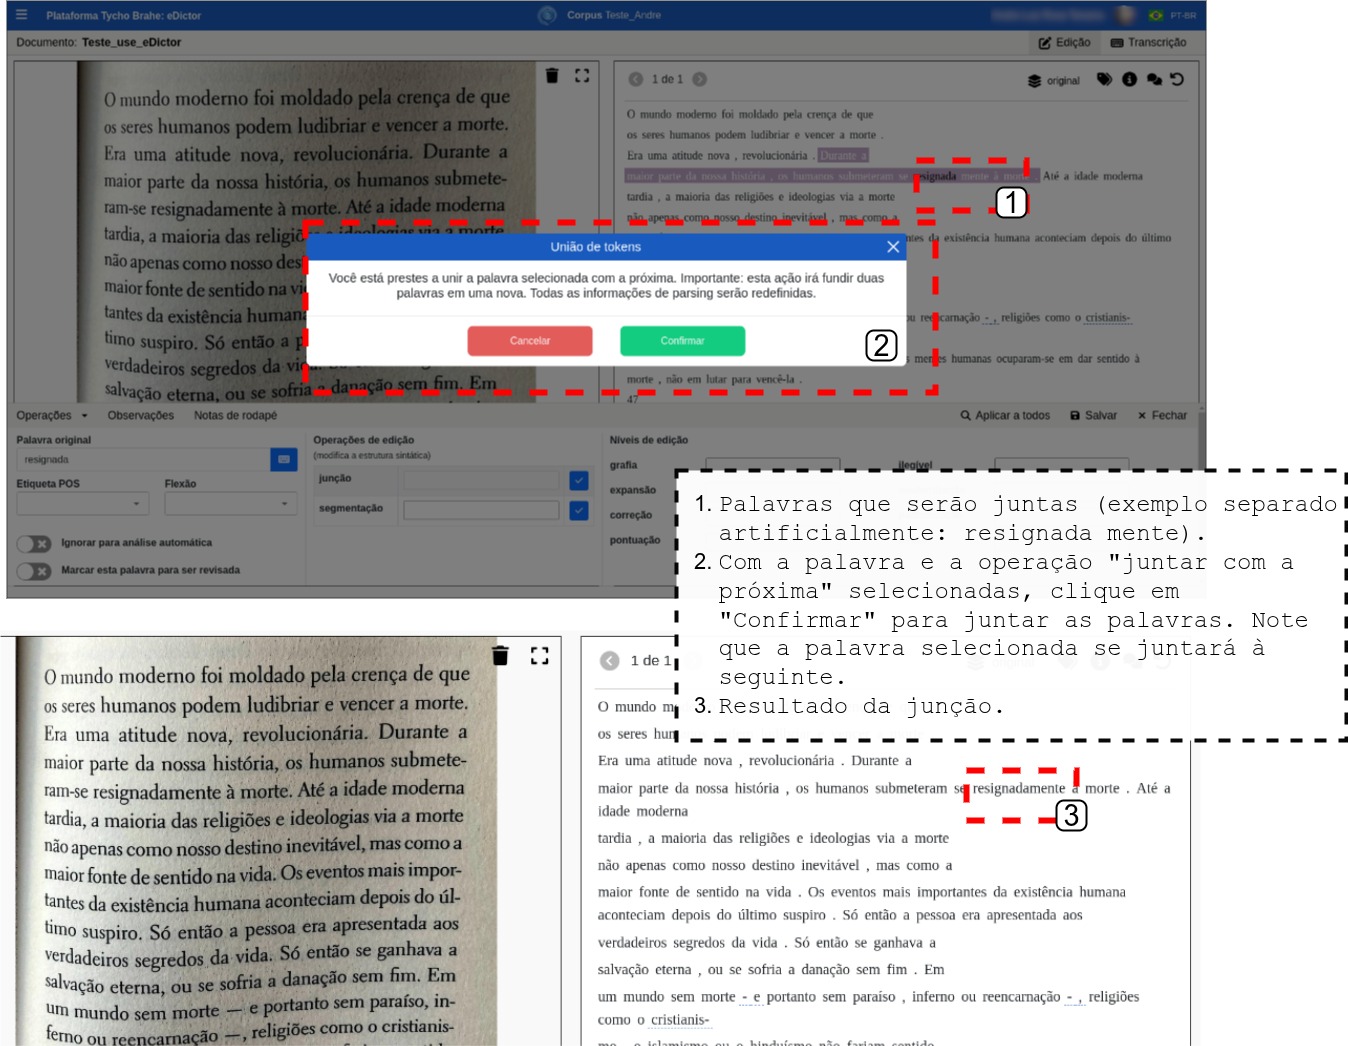 Plataforma Tycho Brahe: eDictor
Corpus Teste_Andre
PT-BR
Documento: Teste_use_eDictor
Edição
Transcrição
O mundo moderno foi moldado pela crença de que
os seres humanos podem ludibriar e vencer a morte.
Era uma atitude nova, revolucionária. Durante a
maior parte da nossa história, os humanos submete-
ram-se resignadamente à morte. Até a idade moderna
tardia, a maioria das religiões e ideologias via a morte
não apenas como nosso des
maior fonte de sentido na vi
tantes da existência human
timo suspiro. Só então a p
verdadeiros segredos da vi
salvação eterna, ou se sofria a danação sem fim. Em
1 de 1
original
O mundo moderno foi moldado pela crença de que
os seres humanos podem ludibriar e vencer a morte .
Era uma atitude nova , revolucionária . Durante a
maior parte da nossa história , os humanos submeteram se resignada mente à morte . Até a idade moderna
tardia , a maioria das religiões e ideologias via a morte
não apenas como nosso destino inevitável , mas como a
ntes da existência humana aconteciam depois do último
ou reencarnação - , religiões como o cristianis-
s mentes humanas ocuparam-se em dar sentido à
morte , não em lutar para vencê-la .
47
1
União de tokens
Você está prestes a unir a palavra selecionada com a próxima. Importante: esta ação irá fundir duas
palavras em uma nova. Todas as informações de parsing serão redefinidas.
Cancelar
Confirmar
2
Operações
Observações
Notas de rodapé
Aplicar a todos
Salvar
Fechar
Palavra original
resignada
Etiqueta POS
Flexão
Ignorar para análise automática
Marcar esta palavra para ser revisada
Operações de edição
(modifica a estrutura sintática)
junção
segmentação
Níveis de edição
grafia
ilegível
expansão
correção
pontuação
1. Palavras que serão juntas (exemplo separado
artificialmente: resignada mente).
2. Com a palavra e a operação "juntar com a
próxima" selecionadas, clique em
"Confirmar" para juntar as palavras. Note
que a palavra selecionada se juntará à
seguinte.
3. Resultado da junção.
O mundo moderno foi moldado pela crença de que
os seres humanos podem ludibriar e vencer a morte.
Era uma atitude nova, revolucionária. Durante a
maior parte da nossa história, os humanos submete-
ram-se resignadamente à morte. Até a idade moderna
tardia, a maioria das religiões e ideologias via a morte
não apenas como nosso destino inevitável, mas como a
maior fonte de sentido na vida. Os eventos mais impor-
tantes da existência humana aconteciam depois do úl-
timo suspiro. Só então a pessoa era apresentada aos
verdadeiros segredos da vida. Só então se ganhava a
salvação eterna, ou se sofria a danação sem fim. Em
um mundo sem morte — e portanto sem paraíso, in-
ferno ou reencarnação —, religiões como o cristianis-
1 de 1
O mundo m
os seres hum
Era uma atitude nova , revolucionária . Durante a
maior parte da nossa história , os humanos submeteram se resignadamente à morte . Até a
idade moderna
tardia , a maioria das religiões e ideologias via a morte
não apenas como nosso destino inevitável , mas como a
maior fonte de sentido na vida . Os eventos mais importantes da existência humana
aconteciam depois do último suspiro . Só então a pessoa era apresentada aos
verdadeiros segredos da vida . Só então se ganhava a
salvação eterna , ou se sofria a danação sem fim . Em
um mundo sem morte - e portanto sem paraíso , inferno ou reencarnação - , religiões
como o cristianis-
3